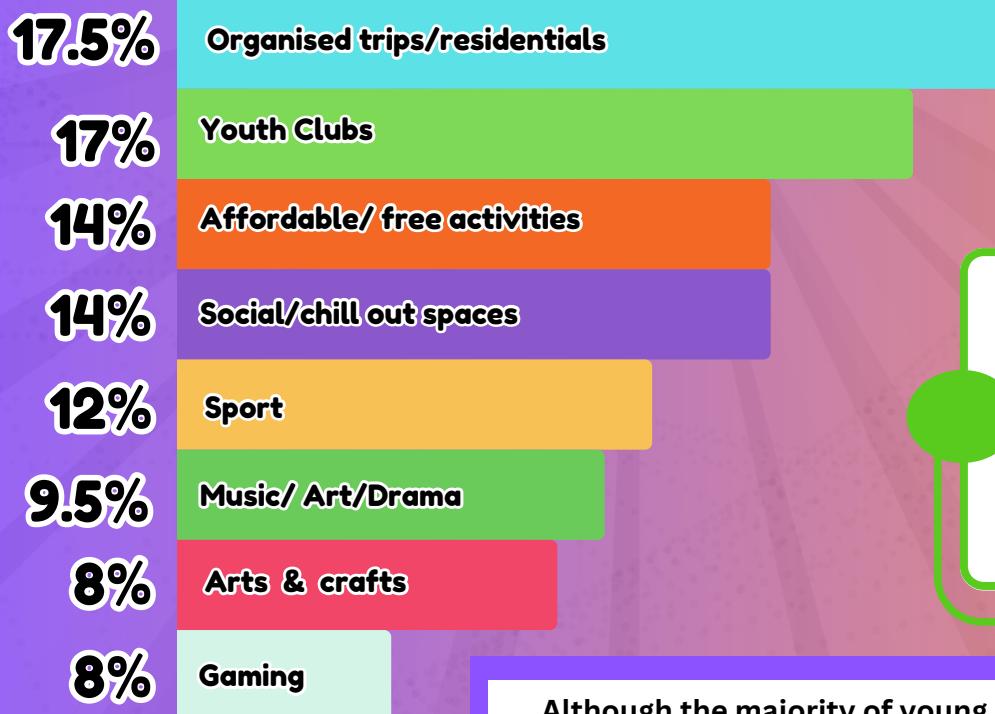 17.5% Organised trips/residentials
17% Youth Clubs
14% Affordable/ free activities
14% Social/chill out spaces
12% Sport
9.5% Music/ Art/Drama
8% Arts & crafts
8% Gaming
Although the majority of young